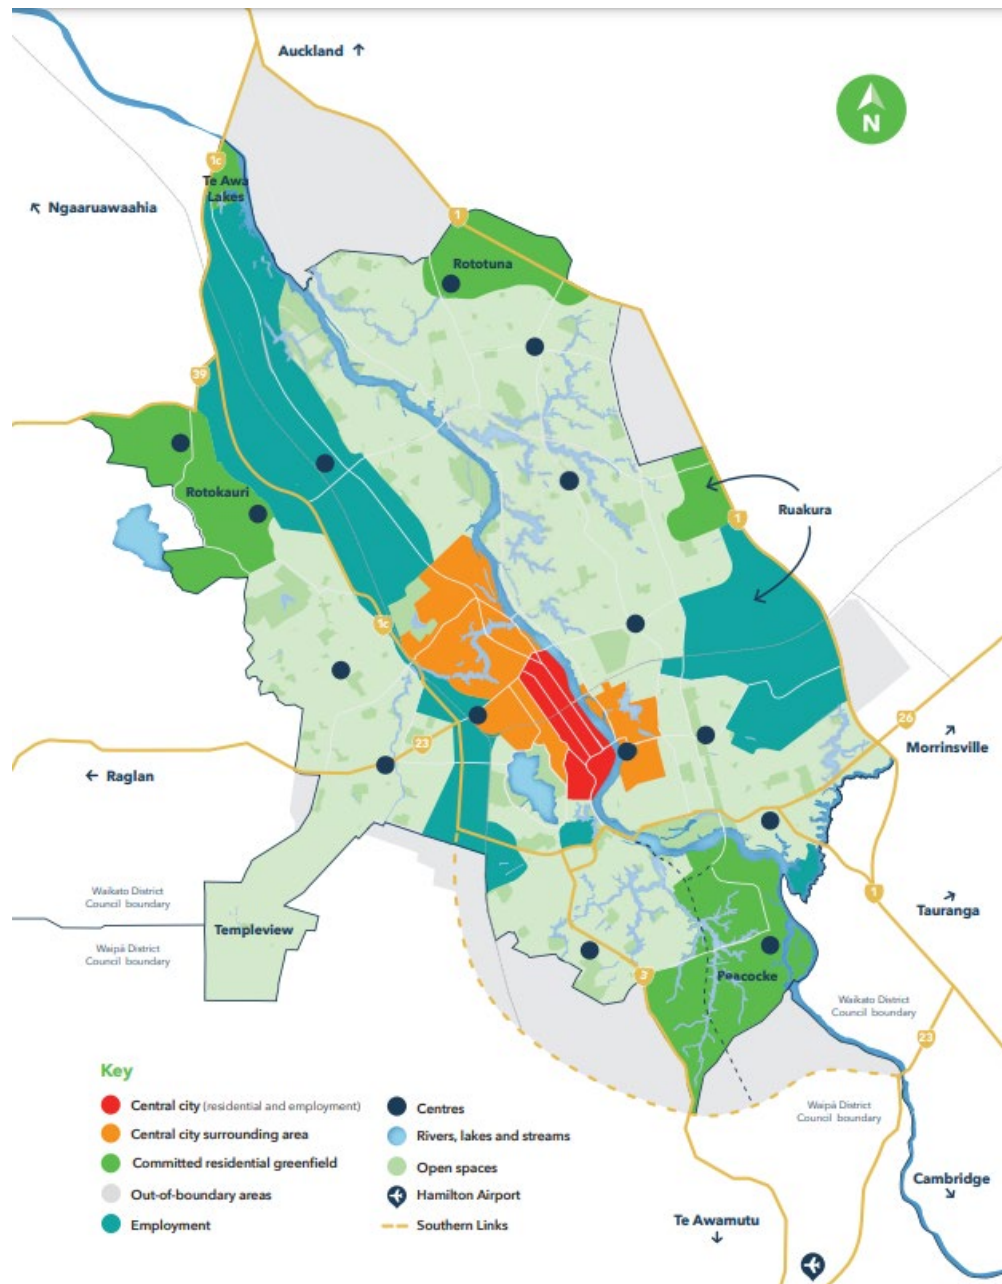 Auckland ↑
N
1c
Te Awa
Lakes
↖ Ngaaruawaahia
1
Rototuna
39
Rotokauri
1
Ruakura
1c
26
↗
Morrinsville
23
← Raglan
Waikato District
Council boundary
1
↗
Tauranga
Templeview
Waipā District
Council boundary
3
Peacocke
Waikato District
Council boundary
23
Key
Central city (residential and employment)
Central city surrounding area
Committed residential greenfield
Out-of-boundary areas
Employment
Centres
Rivers, lakes and streams
Open spaces
Hamilton Airport
Southern Links
Waipā District
Council boundary
Cambridge
↘
Te Awamutu
↓